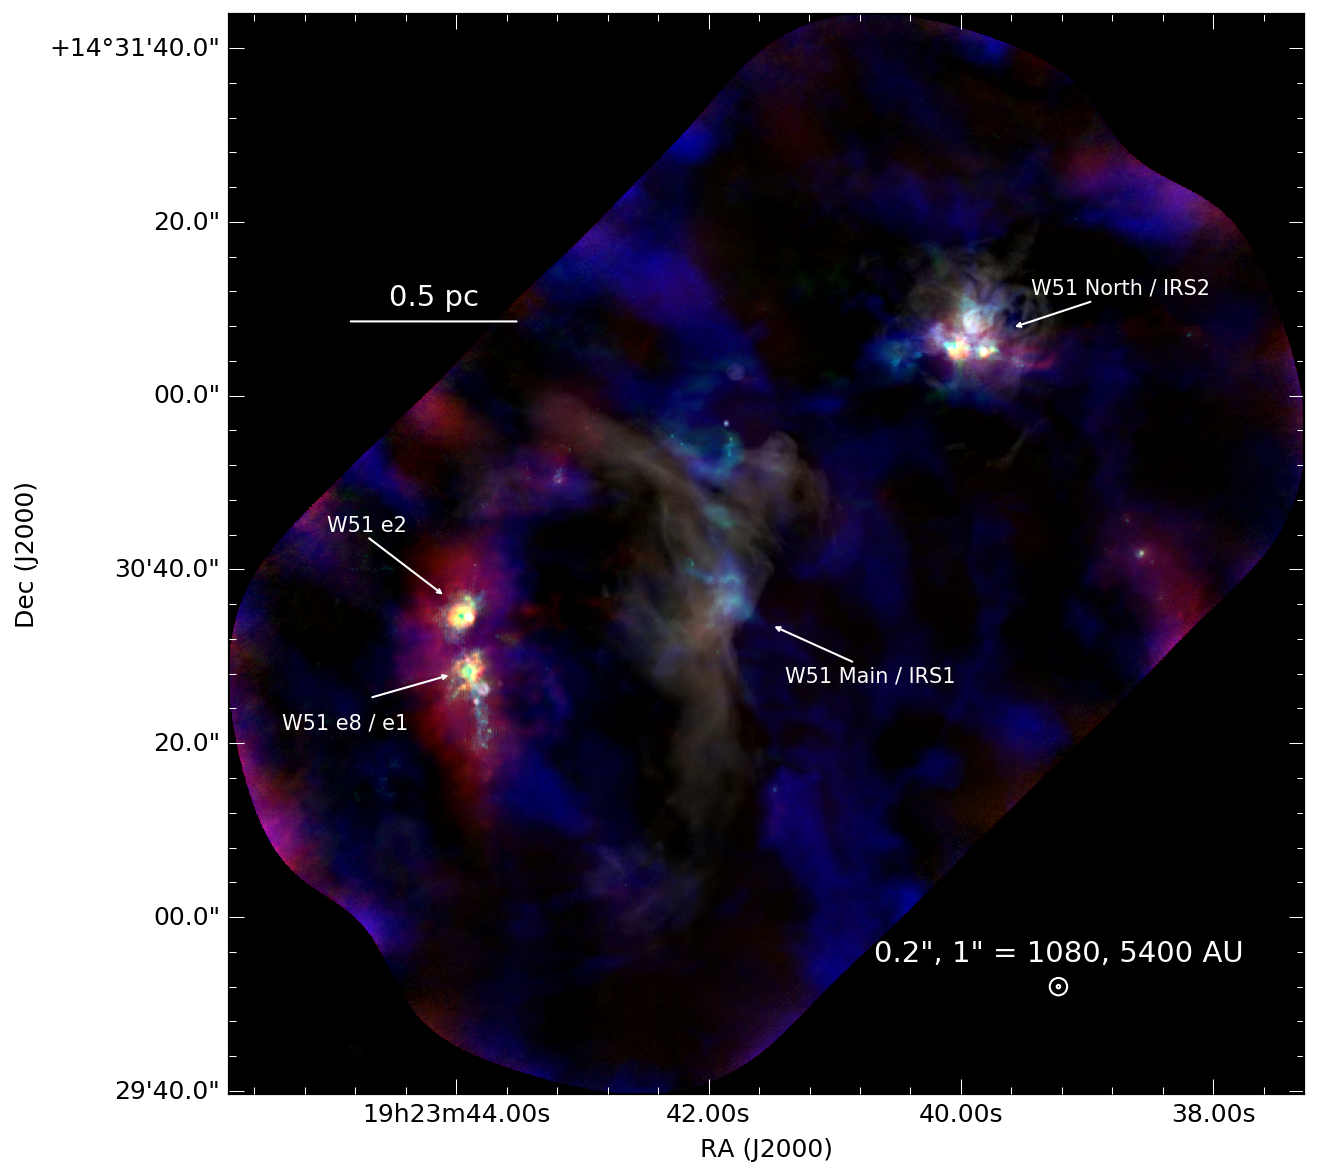 +14°31'40.0"
20.0"
0.5 pc
W51 North / IRS2
00.0"
W51 e2
30'40.0"
W51 Main / IRS1
W51 e8 / e1
20.0"
00.0"
0.2", 1" = 1080, 5400 AU
29'40.0"
19h23m44.00s 42.00s 40.00s 38.00s
RA (J2000)
Dec (J2000)